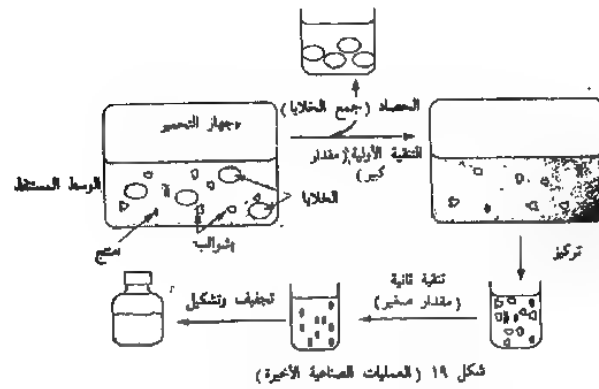 الحصاد (جمع الخلايا)
جهاز التخمير
التنقية الأولية (مقدار
كبير)
الوسط المستنفذ
الخلايا
شوائب
منتج
تركيز
تنقية ثانية
(مقدار صغير)
تجفيف وتشكيل
شكل ١٩ (العمليات الصناعية الأخيرة)